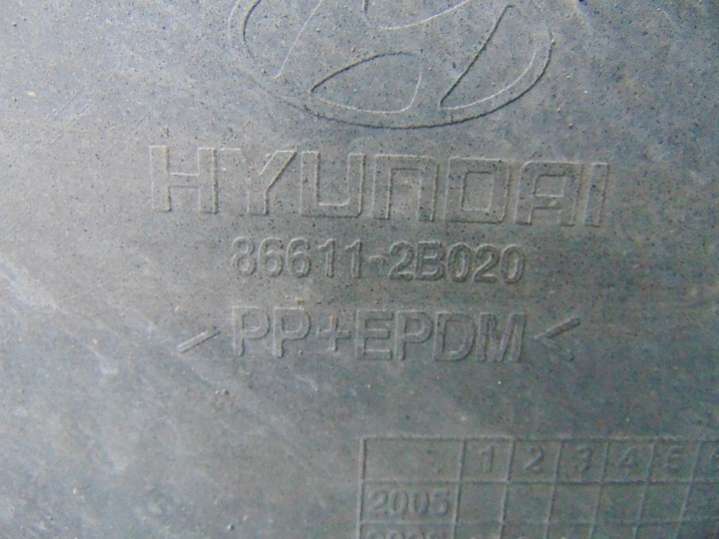 HYUNDAI
86611-2B020
>PP+EPDM<
1 2 3 4 5
2005